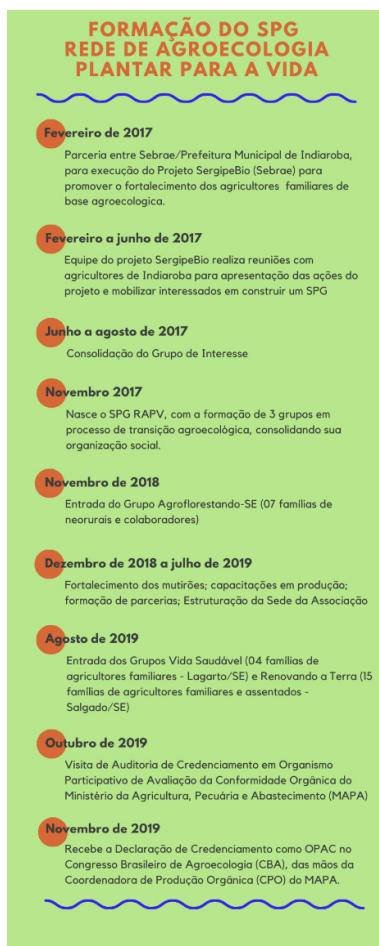 FORMAÇÃO DO SPG
REDE DE AGROECOLOGIA
PLANTAR PARA A VIDA
Fevereiro de 2017
Parceria entre Sebrae/Prefeitura Municipal de Indiaroba,
para execução do Projeto SergipeBio (Sebrae) para
promover o fortalecimento dos agricultores familiares de
base agroecologica.
Fevereiro a junho de 2017
Equipe do projeto SergipeBio realiza reuniões com
agricultores de Indiaroba para apresentação das ações do
projeto e mobilizar interessados em construir um SPG
Junho a agosto de 2017
Consolidação do Grupo de Interesse
Novembro 2017
Nasce o SPG RAPV, com a formação de 3 grupos em
processo de transição agroecológica, consolidando sua
organização social.
Novembro de 2018
Entrada do Grupo Agroflorestando-SE (07 famílias de
neorurais e colaboradores)
Dezembro de 2018 a julho de 2019
Fortalecimento dos mutirões; capacitações em produção;
formação de parcerias; Estruturação da Sede da Associação
Agosto de 2019
Entrada dos Grupos Vida Saudável (04 famílias de
agricultores familiares - Lagarto/SE) e Renovando a Terra (15
famílias de agricultores familiares e assentados -
Salgado/SE)
Outubro de 2019
Visita de Auditoria de Credenciamento em Organismo
Participativo de Avaliação da Conformidade Orgânica do
Ministério da Agricultura, Pecuária e Abastecimento (MAPA)
Novembro de 2019
Recebe a Declaração de Credenciamento como OPAC no
Congresso Brasileiro de Agroecologia (CBA), das mãos da
Coordenadora de Produção Orgânica (CPO) do MAPA.